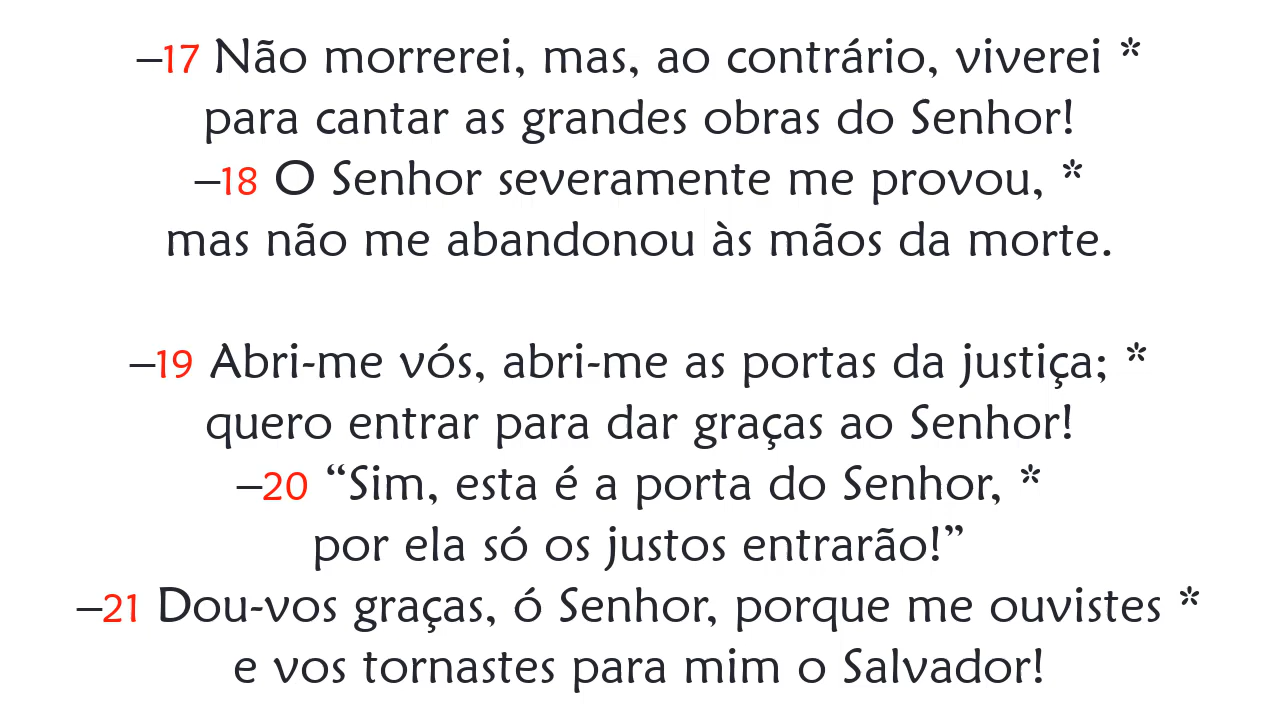 –17 Não morrerei, mas, ao contrário, viverei *
para cantar as grandes obras do Senhor!
–18 O Senhor severamente me provou, *
mas não me abandonou às mãos da morte.
–19 Abri-me vós, abri-me as portas da justiça; *
quero entrar para dar graças ao Senhor!
–20 “Sim, esta é a porta do Senhor, *
por ela só os justos entrarão!”
–21 Dou-vos graças, ó Senhor, porque me ouvistes *
e vos tornastes para mim o Salvador!